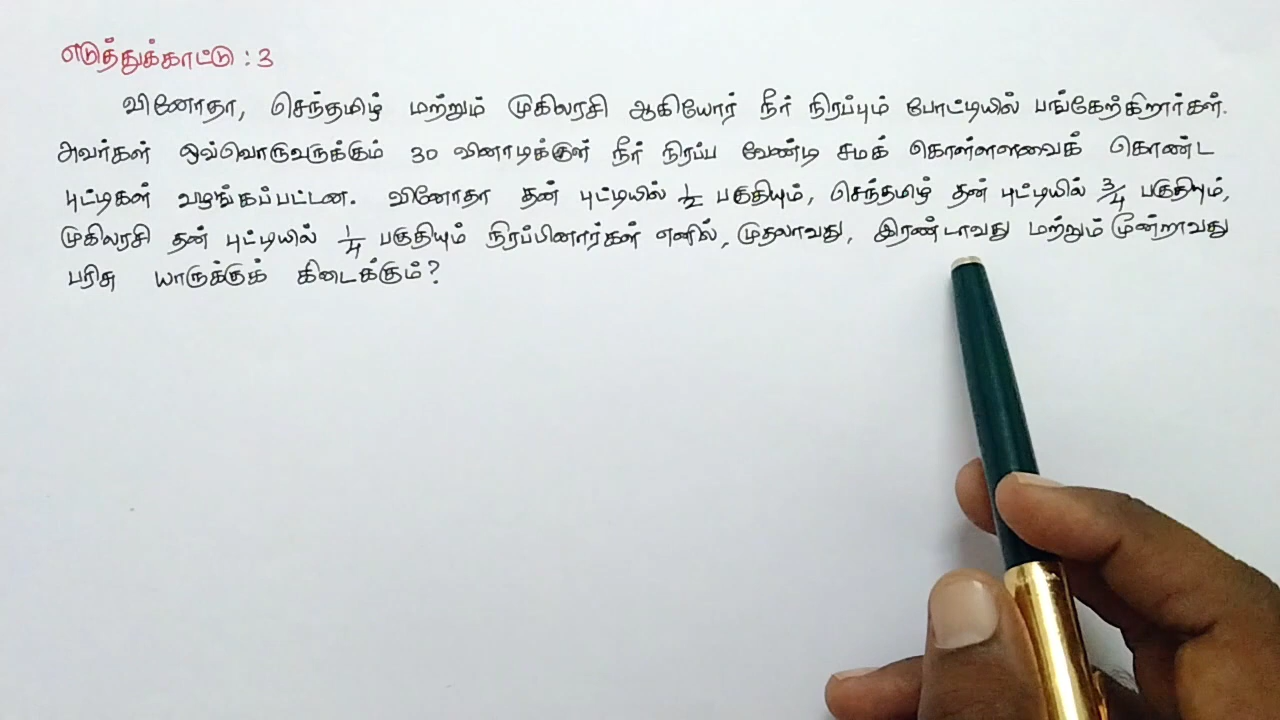 எடுத்துக்காட்டு : 3
வினோதா, செந்தமிழ் மற்றும் முகிலரசி ஆகியோர் நீர் நிரப்பும் போட்டியில் பங்கேற்கிறார்கள்.
அவர்கள் ஒவ்வொருவருக்கும் 30 வினாடிக்குள் நீர் நிரப்ப வேண்டி சமக் கொள்ளளவைக் கொண்ட
புட்டிகள் வழங்கப்பட்டன. வினோதா தன் புட்டியில் 1/2 பகுதியும், செந்தமிழ் தன் புட்டியில் 3/4 பகுதியும்,
முகிலரசி தன் புட்டியில் 1/4 பகுதியும் நிரப்பினார்கள் எனில், முதலாவது, இரண்டாவது மற்றும் மூன்றாவது
பரிசு யாருக்குக் கிடைக்கும்?